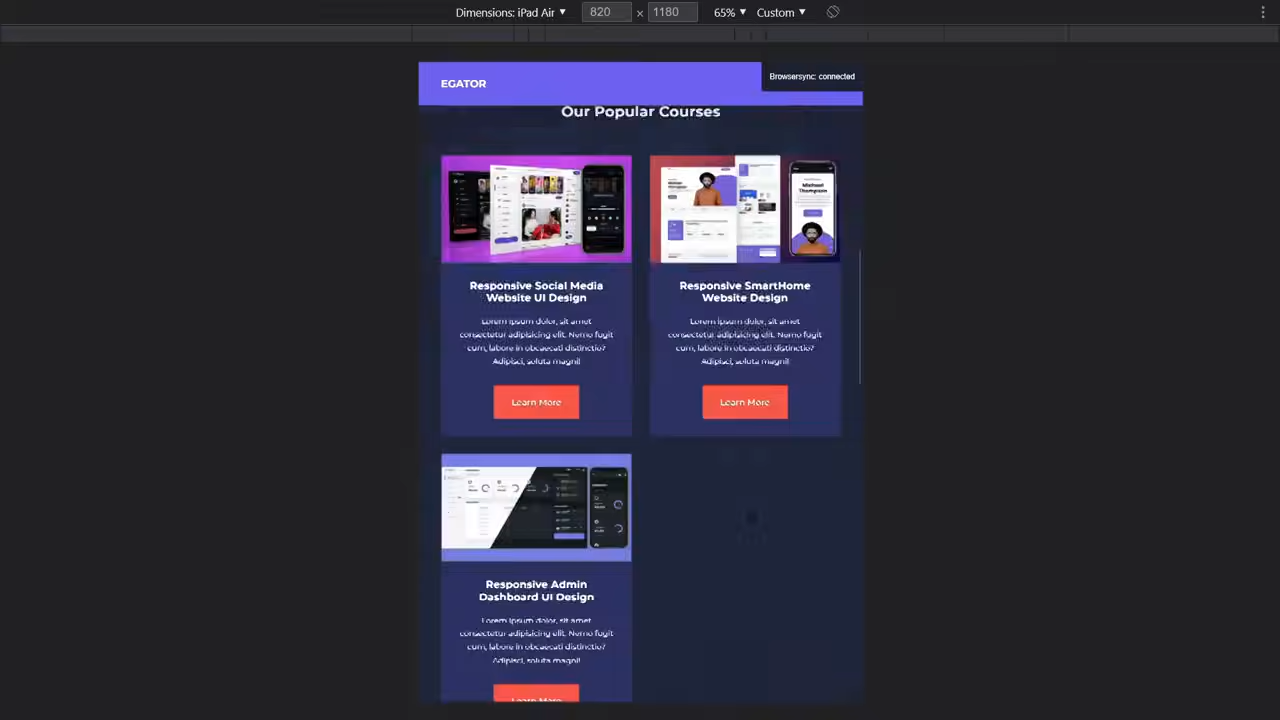 Dimensions: iPad Air 820 × 1180 65% Custom
EGATOR
Browsersync: connected
Our Popular Courses
Michael
Thompson
Responsive Social Media
Website UI Design
Lorem ipsum dolor, sit amet
consectetur adipisicing elit. Nemo fugit
cum, labore in obcaecati distinctio?
Adipisci, soluta magni!
Learn More
Responsive SmartHome
Website Design
Lorem ipsum dolor, sit amet
consectetur adipisicing elit. Nemo fugit
cum, labore in obcaecati distinctio?
Adipisci, soluta magni!
Learn More
Responsive Admin
Dashboard UI Design
Lorem ipsum dolor, sit amet
consectetur adipisicing elit. Nemo fugit
cum, labore in obcaecati distinctio?
Adipisci, soluta magni!
Learn More